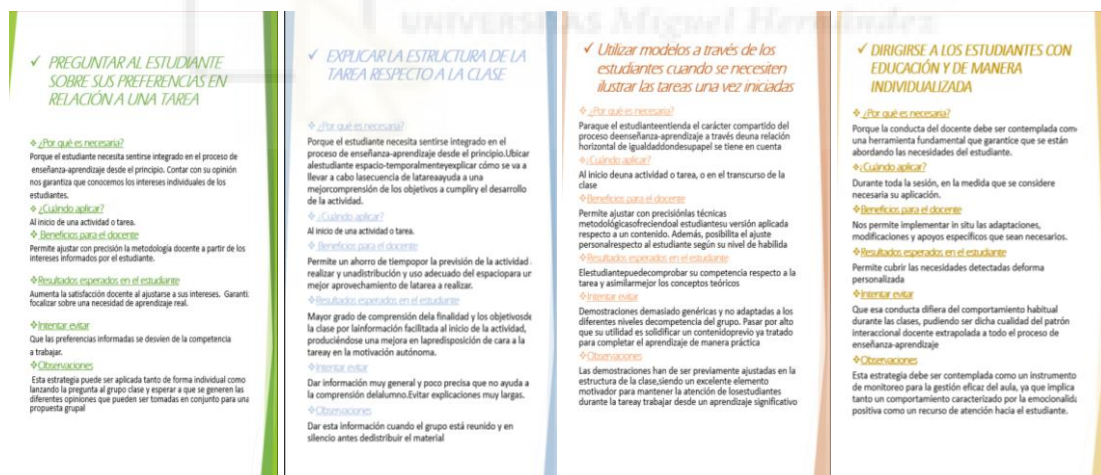 UNIVERSITAS Miguel Hernández
✓ PREGUNTAR AL ESTUDIANTE
SOBRE SUS PREFERENCIAS EN
RELACIÓN A UNA TAREA
❖ ¿Por qué es necesaria?
Porque el estudiante necesita sentirse integrado en el proceso de
enseñanza-aprendizaje desde el principio. Contar con su opinión
nos garantiza que conocemos los intereses individuales de los
estudiantes.
❖ ¿Cuándo aplicar?
Al inicio de una actividad o tarea.
❖ Beneficios para el docente
Permite ajustar con precisión la metodología docente a partir de los
intereses informados por el estudiante.
❖Resultados esperados en el estudiante
Aumenta la satisfacción docente al ajustarse a sus intereses. Garanti
focalizar sobre una necesidad de aprendizaje real.
❖Intentar evitar
Que las preferencias informadas se desvíen de la competencia
a trabajar.
❖Observaciones
Esta estrategia puede ser aplicada tanto de forma individual como
lanzando la pregunta al grupo clase y esperar a que se generen las
diferentes opiniones que pueden ser tomadas en conjunto para una
propuesta grupal
✓ EXPLICAR LA ESTRUCTURA DE LA
TAREA RESPECTO A LA CLASE
❖ ¿Por qué es necesaria?
Porque el estudiante necesita sentirse integrado en el
proceso de enseñanza-aprendizaje desde el principio.Ubicar
alestudiante espacio-temporalmenteyexplicar cómo se va a
llevar a cabo lasecuencia de latareaayuda a una
mejorcomprensión de los objetivos a cumpliry el desarrollo
de la actividad.
❖ ¿Cuándo aplicar?
Al inicio de una actividad o tarea.
❖ Beneficios para el docente
Permite un ahorro de tiempopor la previsión de la actividad
realizar y unadistribución y uso adecuado del espaciopara ur
mejor aprovechamiento de latarea a realizar.
❖Resultados esperados en el estudiante
Mayor grado de comprensión dela finalidad y los objetivosde
la clase por lainformación facilitada al inicio de la actividad,
produciéndose una mejora en lapredisposición de cara a la
tareay en la motivación autónoma.
❖Intentar evitar
Dar información muy general y poco precisa que no ayuda a
la comprensión delalumno.Evitar explicaciones muy largas.
❖Observaciones
Dar esta información cuando el grupo está reunido y en
silencio antes dedistribuir el material
✓ Utilizar modelos a través de los
estudiantes cuando se necesiten
ilustrar las tareas una vez iniciadas
❖ ¿Por qué es necesaria?
Paraque el estudianteentienda el carácter compartido del
proceso deenseñanza-aprendizaje a través deuna relación
horizontal de igualdaddondesupapel se tiene en cuenta
❖¿Cuándo aplicar?
Al inicio deuna actividad o tarea, o en el transcurso de la
clase
❖Beneficios para el docente
Permite ajustar con precisiónlas técnicas
metodológicasofreciendoal estudiantesu versión aplicada
respecto a un contenido. Además, posibilita el ajuste
personalrespecto al estudiante según su nivel de habilida
❖Resultados esperados en el estudiante
Elestudiantepuedecomprobar su competencia respecto a la
tarea y asimilarmejor los conceptos teóricos
❖Intentar evitar
Demostraciones demasiado genéricas y no adaptadas a los
diferentes niveles decompetencia del grupo. Pasar por alto
que su utilidad es solidificar un contenidoprevio ya tratado
para completar el aprendizaje de manera práctica
❖Observaciones
Las demostraciones han de ser previamente ajustadas en la
estructura de la clase,siendo un excelente elemento
motivador para mantener la atención de losestudiantes
durante la tareay trabajar desde un aprendizaje significativo
✓ DIRIGIRSE A LOS ESTUDIANTES CON
EDUCACIÓN Y DE MANERA
INDIVIDUALIZADA
❖ ¿Por qué es necesaria?
Porque la conducta del docente debe ser contemplada com
una herramienta fundamental que garantice que se están
abordando las necesidades del estudiante.
❖¿Cuándo aplicar?
Durante toda la sesión, en la medida que se considere
necesaria su aplicación.
❖Beneficios para el docente
Nos permite implementar in situ las adaptaciones,
modificaciones y apoyos específicos que sean necesarios.
❖Resultados esperados en el estudiante
Permite cubrir las necesidades detectadas deforma
personalizada
❖Intentar evitar
Que esa conducta difiera del comportamiento habitual
durante las clases, pudiendo ser dicha cualidad del patrón
interaccional docente extrapolada a todo el proceso de
enseñanza-aprendizaje
❖Observaciones
Esta estrategia debe ser contemplada como un instrumento
de monitoreo para la gestión eficaz del aula, ya que implica
tanto un comportamiento caracterizado por la emocionalid
positiva como un recurso de atención hacia el estudiante.